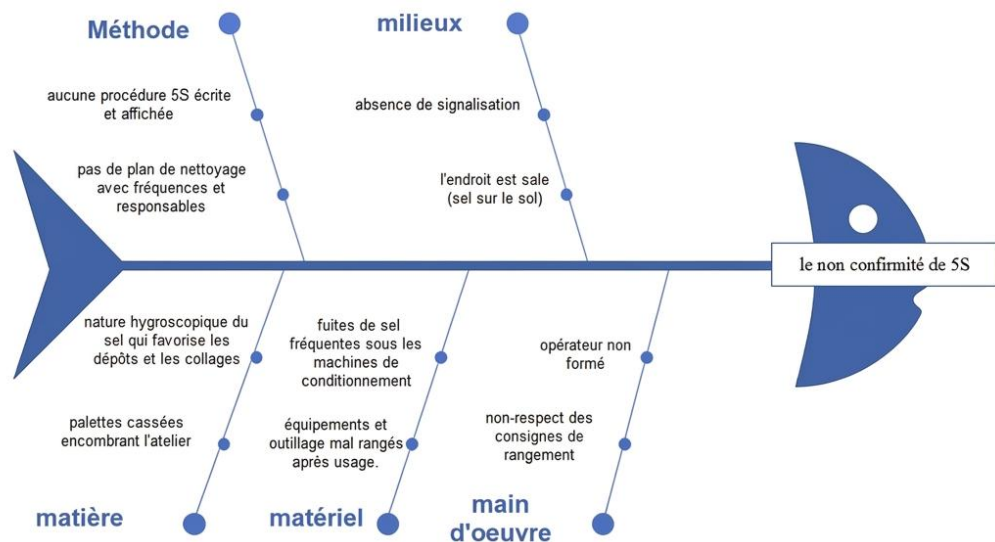 Méthode
milieux
aucune procédure 5S écrite
et affichée
absence de signalisation
pas de plan de nettoyage
avec fréquences et
responsables
l'endroit est sale
(sel sur le sol)
le non confirmité de 5S
nature hygroscopique du
sel qui favorise les
dépôts et les collages
fuites de sel
fréquentes sous les
machines de
conditionnement
opérateur non
formé
palettes cassées
encombrant l'atelier
équipements et
outillage mal rangés
après usage.
non-respect des
consignes de
rangement
matière
matériel
main
d'oeuvre